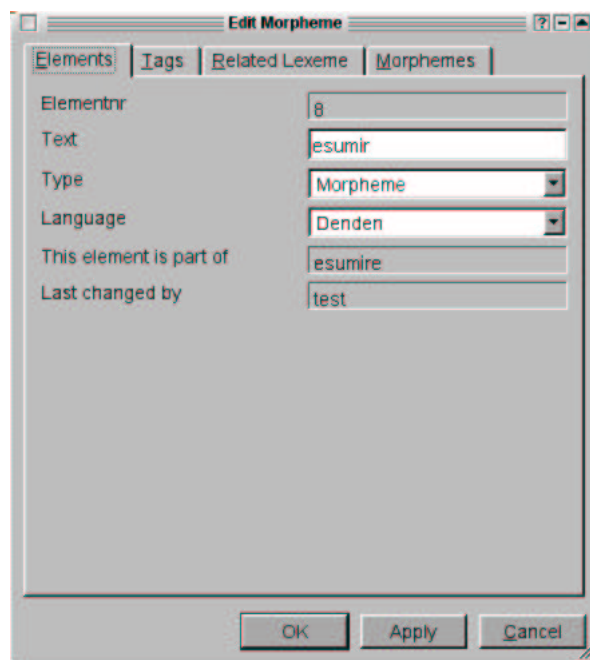 Edit Morpheme ?
Elements Tags Related Lexeme Morphemes
Elementnr 8
Text esumir
Type Morpheme
Language Denden
This element is part of esumire
Last changed by test
OK Apply Cancel